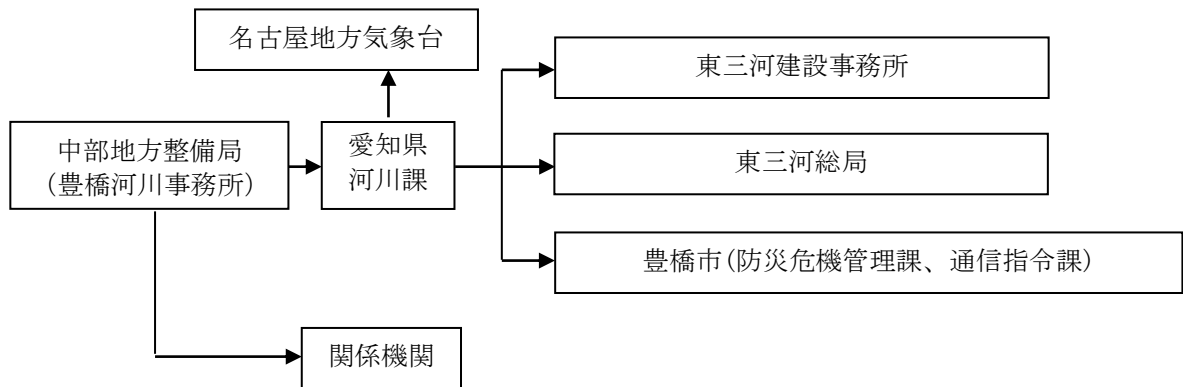 名古屋地方気象台
東三河建設事務所
中部地方整備局
(豊橋河川事務所)
愛知県
河川課
東三河総局
豊橋市(防災危機管理課、通信指令課)
関係機関